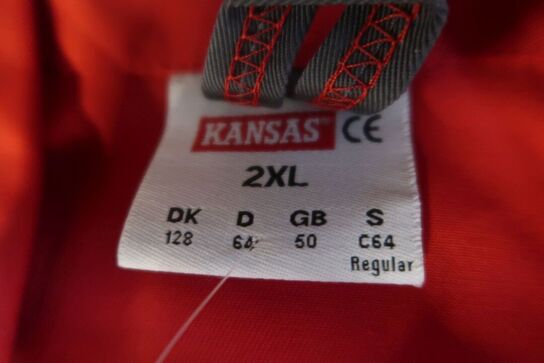 KANSAS® CE
2XL
DK D GB S
128 64 50 C64
Regular